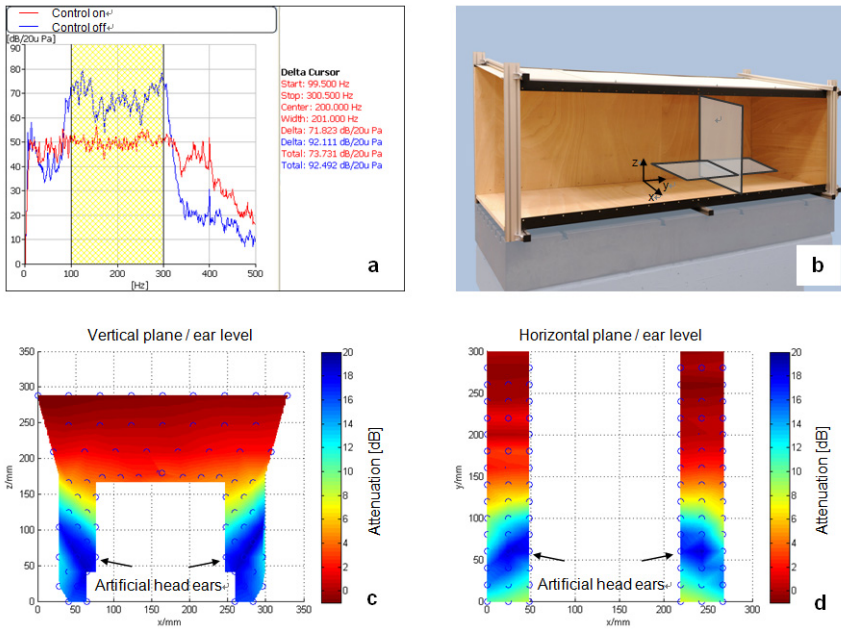 Control on
Control off
[dB/20u Pa]
90
80
70
60
50
40
30
20
10
0
0 100 200 300 400 500
[Hz]
Delta Cursor
Start: 99.500 Hz
Stop: 300.500 Hz
Center: 200.000 Hz
Width: 201.000 Hz
Delta: 71.823 dB/20u Pa
Delta: 92.111 dB/20u Pa
Total: 73.731 dB/20u Pa
Total: 92.492 dB/20u Pa
a
z
y
x
b
Vertical plane / ear level
350
300
250
200
150
100
50
0
z/mm
0 50 100 150 200 250 300 350
x/mm
Artificial head ears
20
18
16
14
12
10
8
6
4
2
0
Attenuation [dB]
c
Horizontal plane / ear level
300
250
200
150
100
50
0
y/mm
0 50 100 150 200 250 300
x/mm
Artificial head ears
20
18
16
14
12
10
8
6
4
2
0
Attenuation [dB]
d